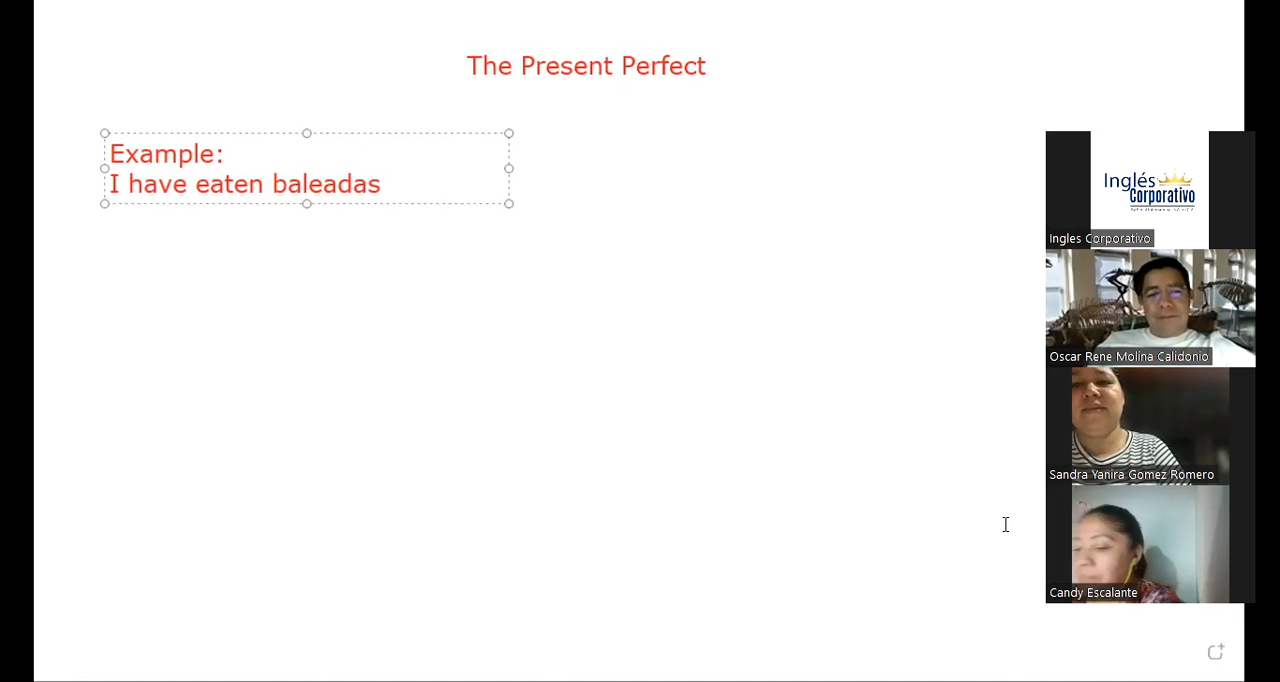 The Present Perfect
Example:
I have eaten baleadas
Inglés
Corporativo
Ingles Corporativo
Oscar Rene Molina Calidonio
Sandra Yanira Gomez Romero
Candy Escalante